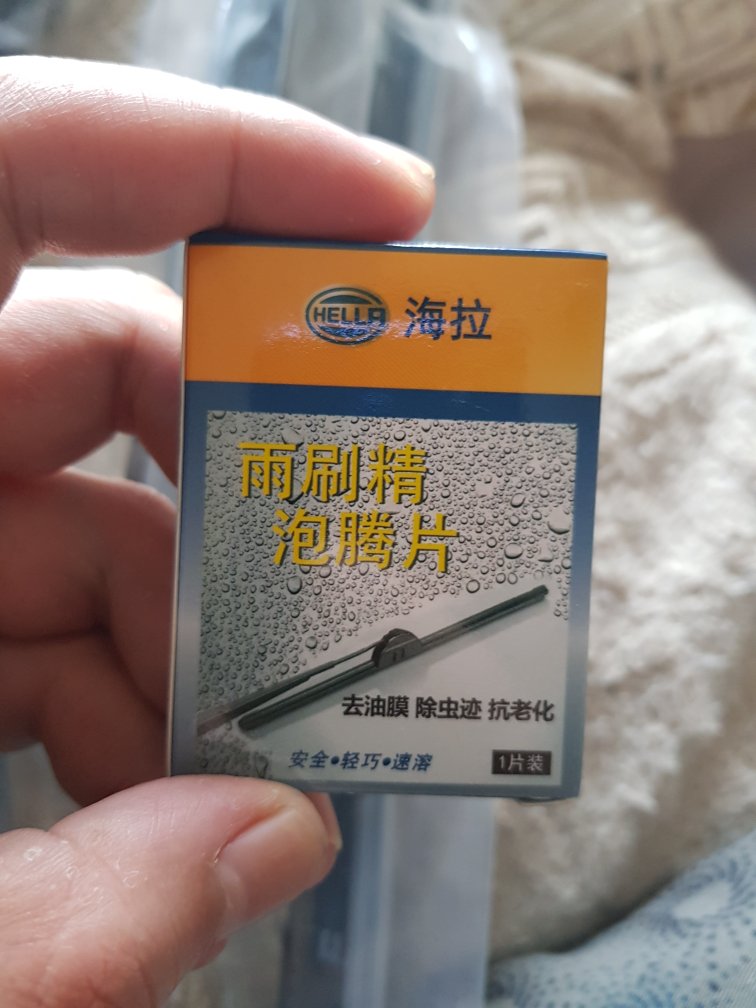 HELLA 海拉
雨刷精
泡腾片
去油膜 除虫迹 抗老化
安全•轻巧•速溶
1片装